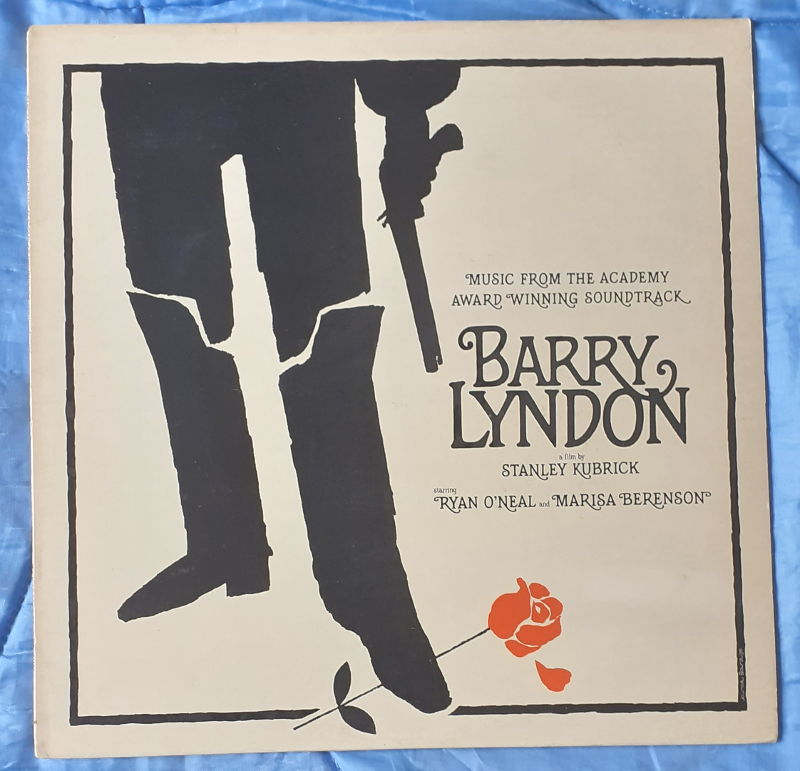 MUSIC FROM THE ACADEMY
AWARD WINNING SOUNDTRACK
BARRY
LYNDON
a film by
STANLEY KUBRICK
starring
RYAN O'NEAL and MARISA BERENSON